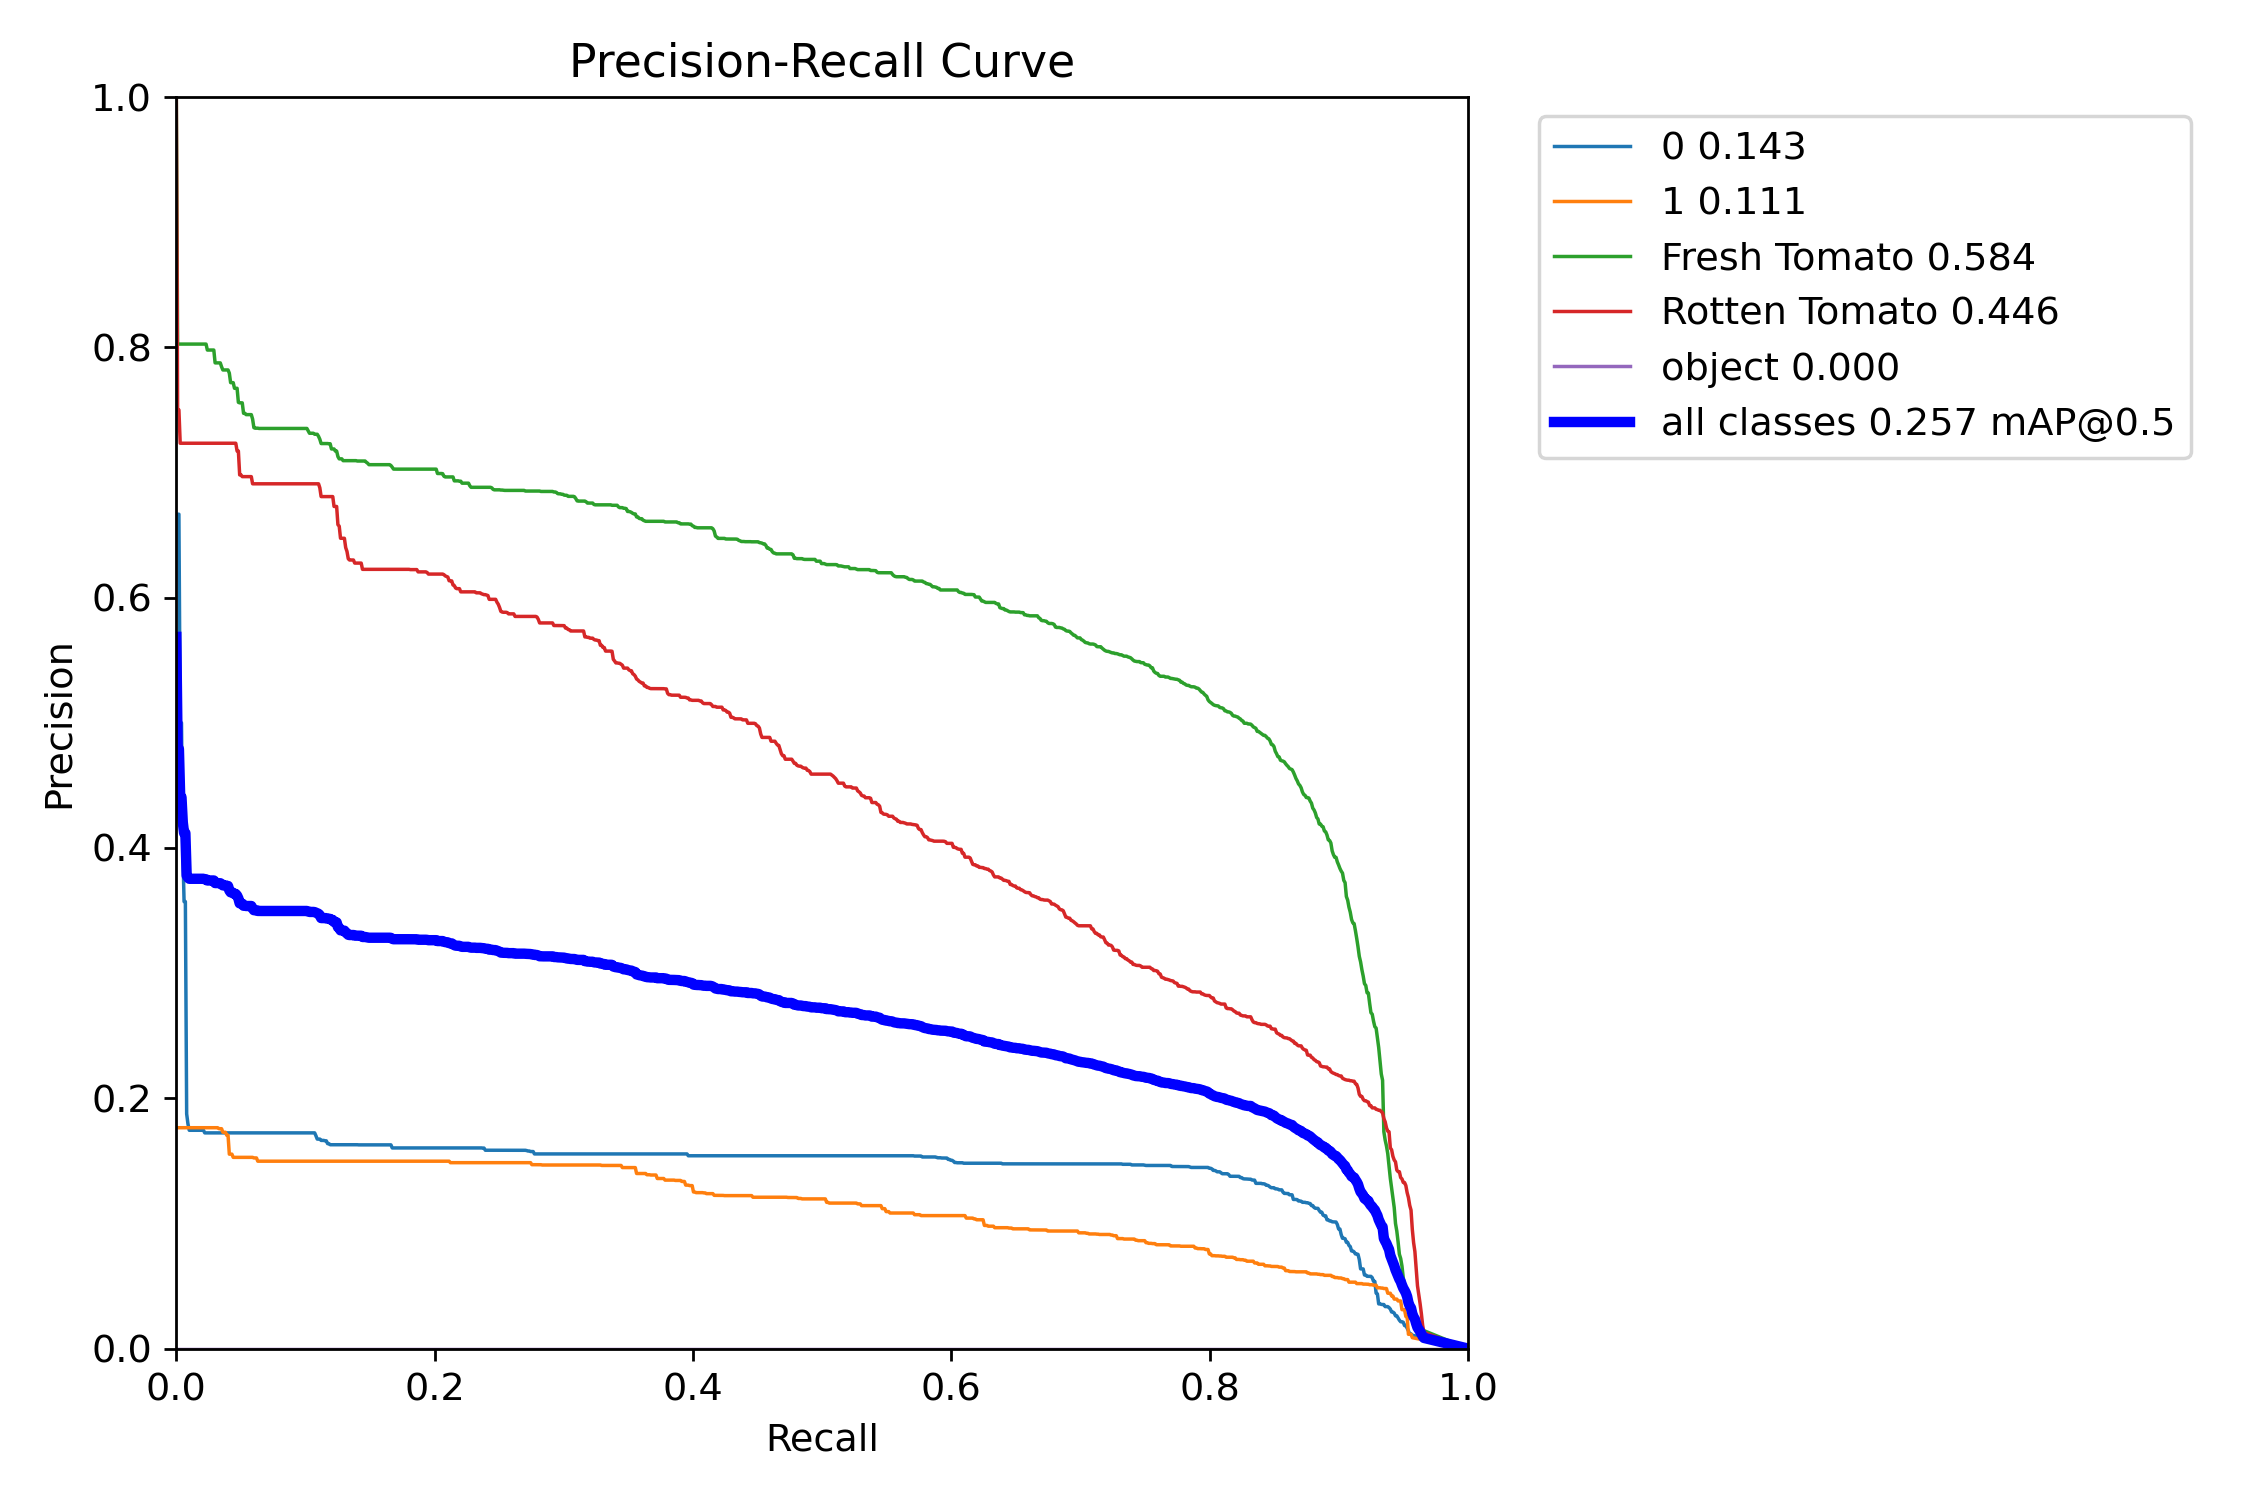 Precision-Recall Curve
1.0
0.8
0.6
0.4
0.2
0.0
Precision
0.0 0.2 0.4 0.6 0.8 1.0
Recall
0 0.143
1 0.111
Fresh Tomato 0.584
Rotten Tomato 0.446
object 0.000
all classes 0.257 mAP@0.5